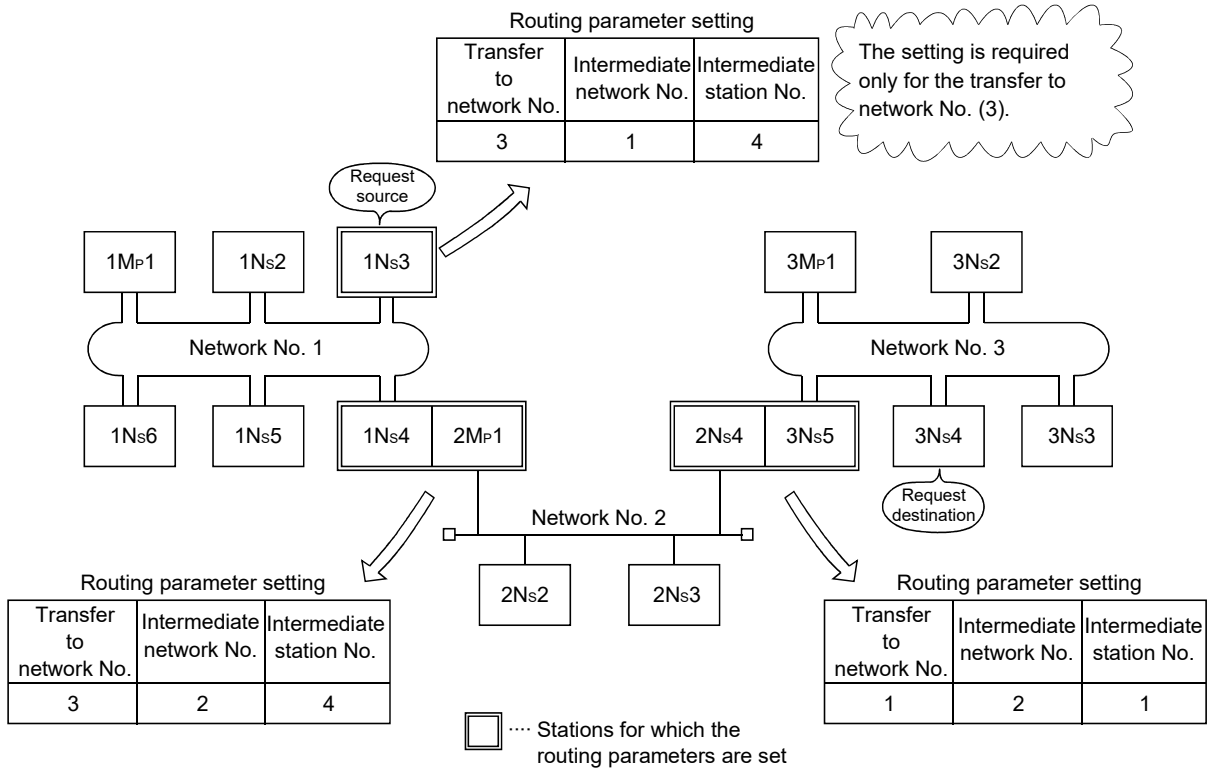 Routing parameter setting
Transfer
to
network No.
Intermediate
network No.
Intermediate
station No.
3
1
4
The setting is required
only for the transfer to
network No. (3).
Request
source
1MP1
1NS2
1NS3
3MP1
3NS2
Network No. 1
Network No. 3
1NS6
1NS5
1NS4
2MP1
2NS4
3NS5
3NS4
3NS3
Request
destination
Network No. 2
2NS2
2NS3
Routing parameter setting
Transfer
to
network No.
Intermediate
network No.
Intermediate
station No.
3
2
4
Routing parameter setting
Transfer
to
network No.
Intermediate
network No.
Intermediate
station No.
1
2
1
···· Stations for which the
routing parameters are set